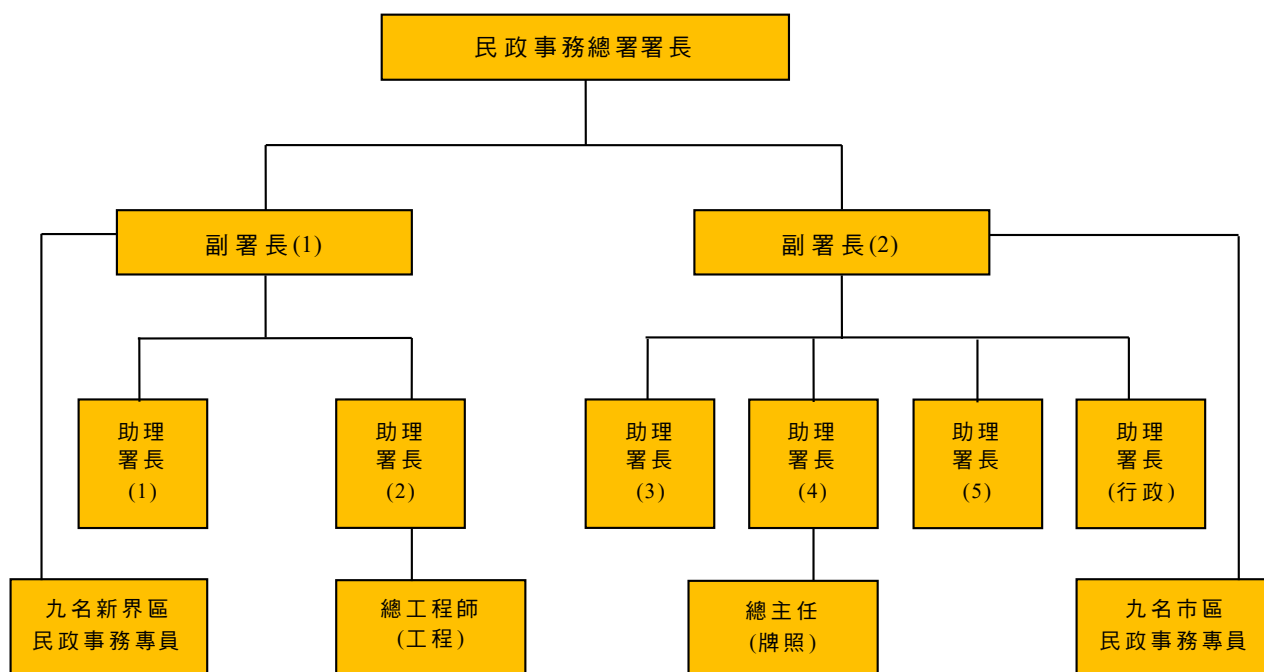 民政事務總署署長
副署長(1)
副署長(2)
助理
署長
(1)
助理
署長
(2)
助理
署長
(3)
助理
署長
(4)
助理
署長
(5)
助理
署長
(行政)
九名新界區
民政事務專員
總工程師
(工程)
總主任
(牌照)
九名市區
民政事務專員